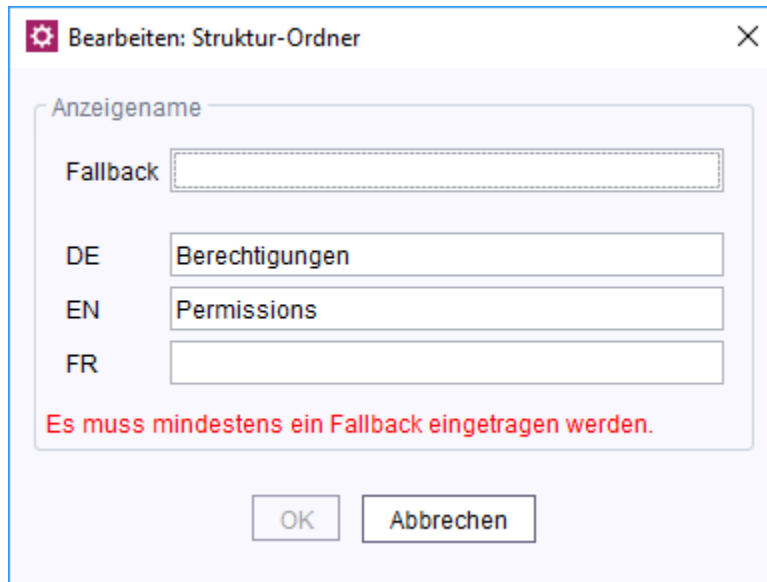 Bearbeiten: Struktur-Ordner
Anzeigename
Fallback
DE Berechtigungen
EN Permissions
FR
Es muss mindestens ein Fallback eingetragen werden.
OK Abbrechen